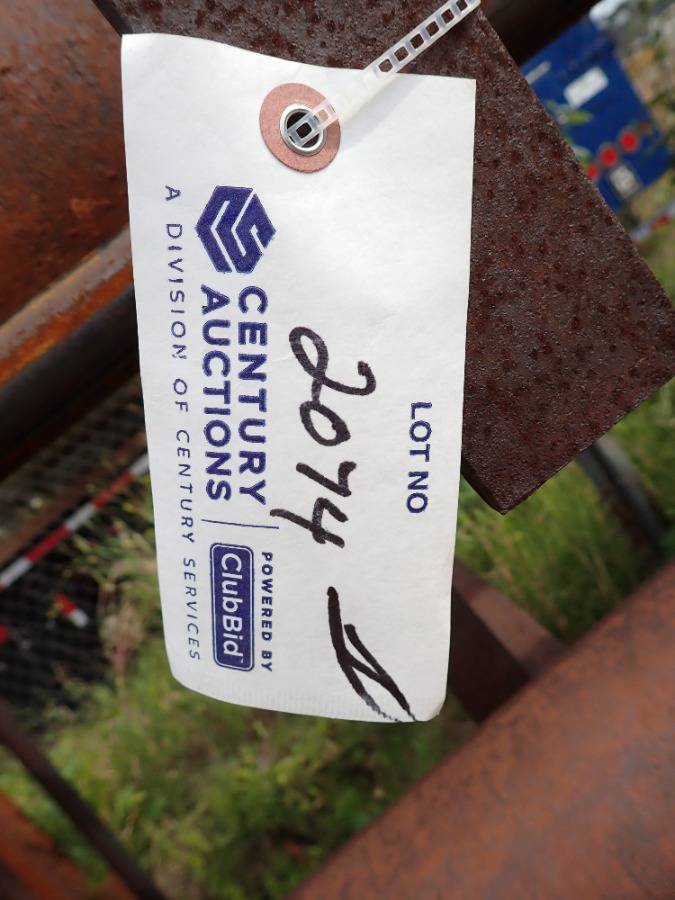 LOT NO
2074
CENTURY
AUCTIONS
POWERED BY
ClubBid
A DIVISION OF CENTURY SERVICES